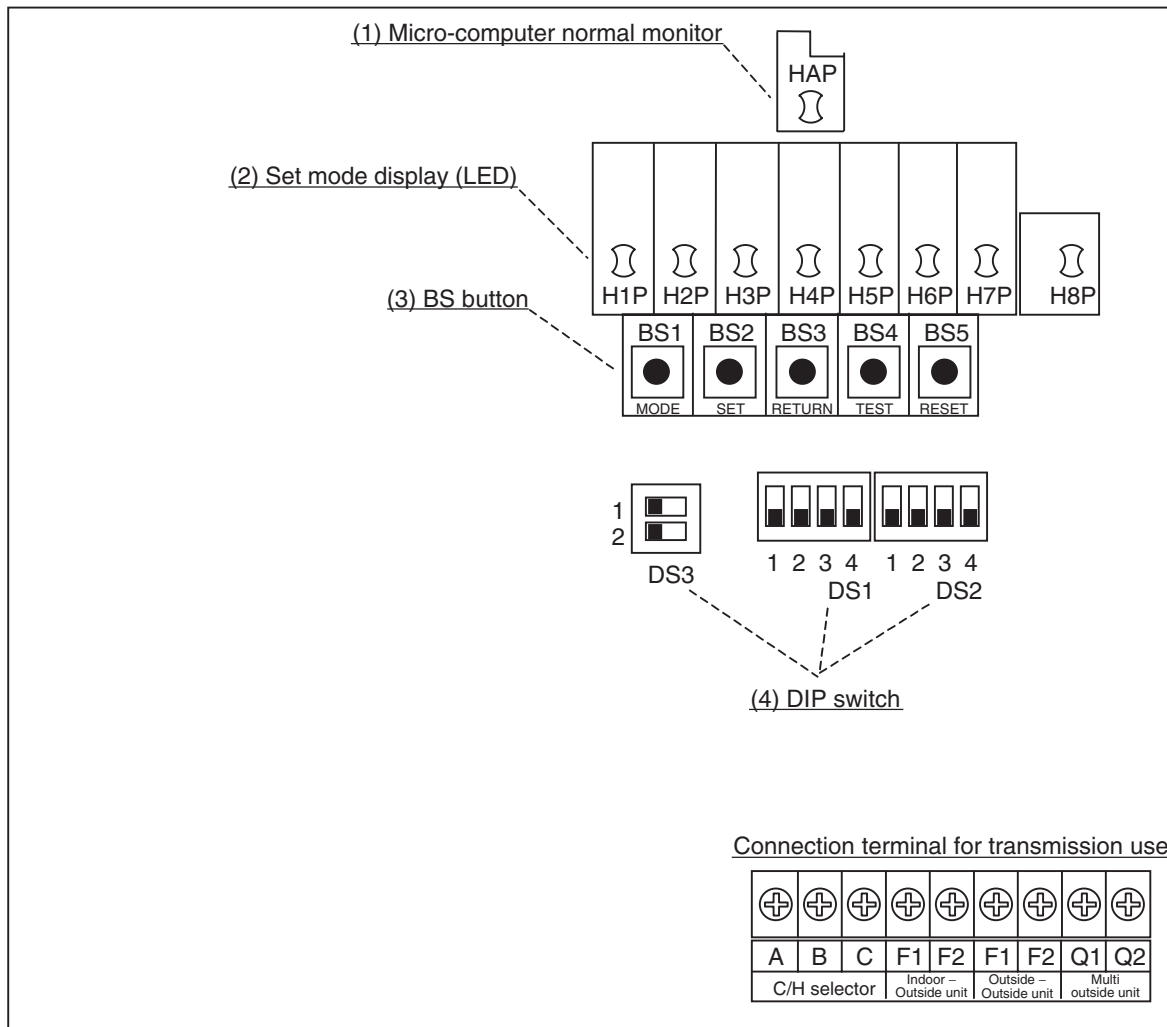 (1) Micro-computer normal monitor
HAP
(2) Set mode display (LED)
H1P H2P H3P H4P H5P H6P H7P H8P
(3) BS button
BS1 BS2 BS3 BS4 BS5
MODE SET RETURN TEST RESET
1
2
DS3
1 2 3 4 1 2 3 4
DS1 DS2
(4) DIP switch
Connection terminal for transmission use
A B C F1 F2 F1 F2 Q1 Q2
C/H selector
Indoor –
Outside unit
Outside –
Outside unit
Multi
outside unit